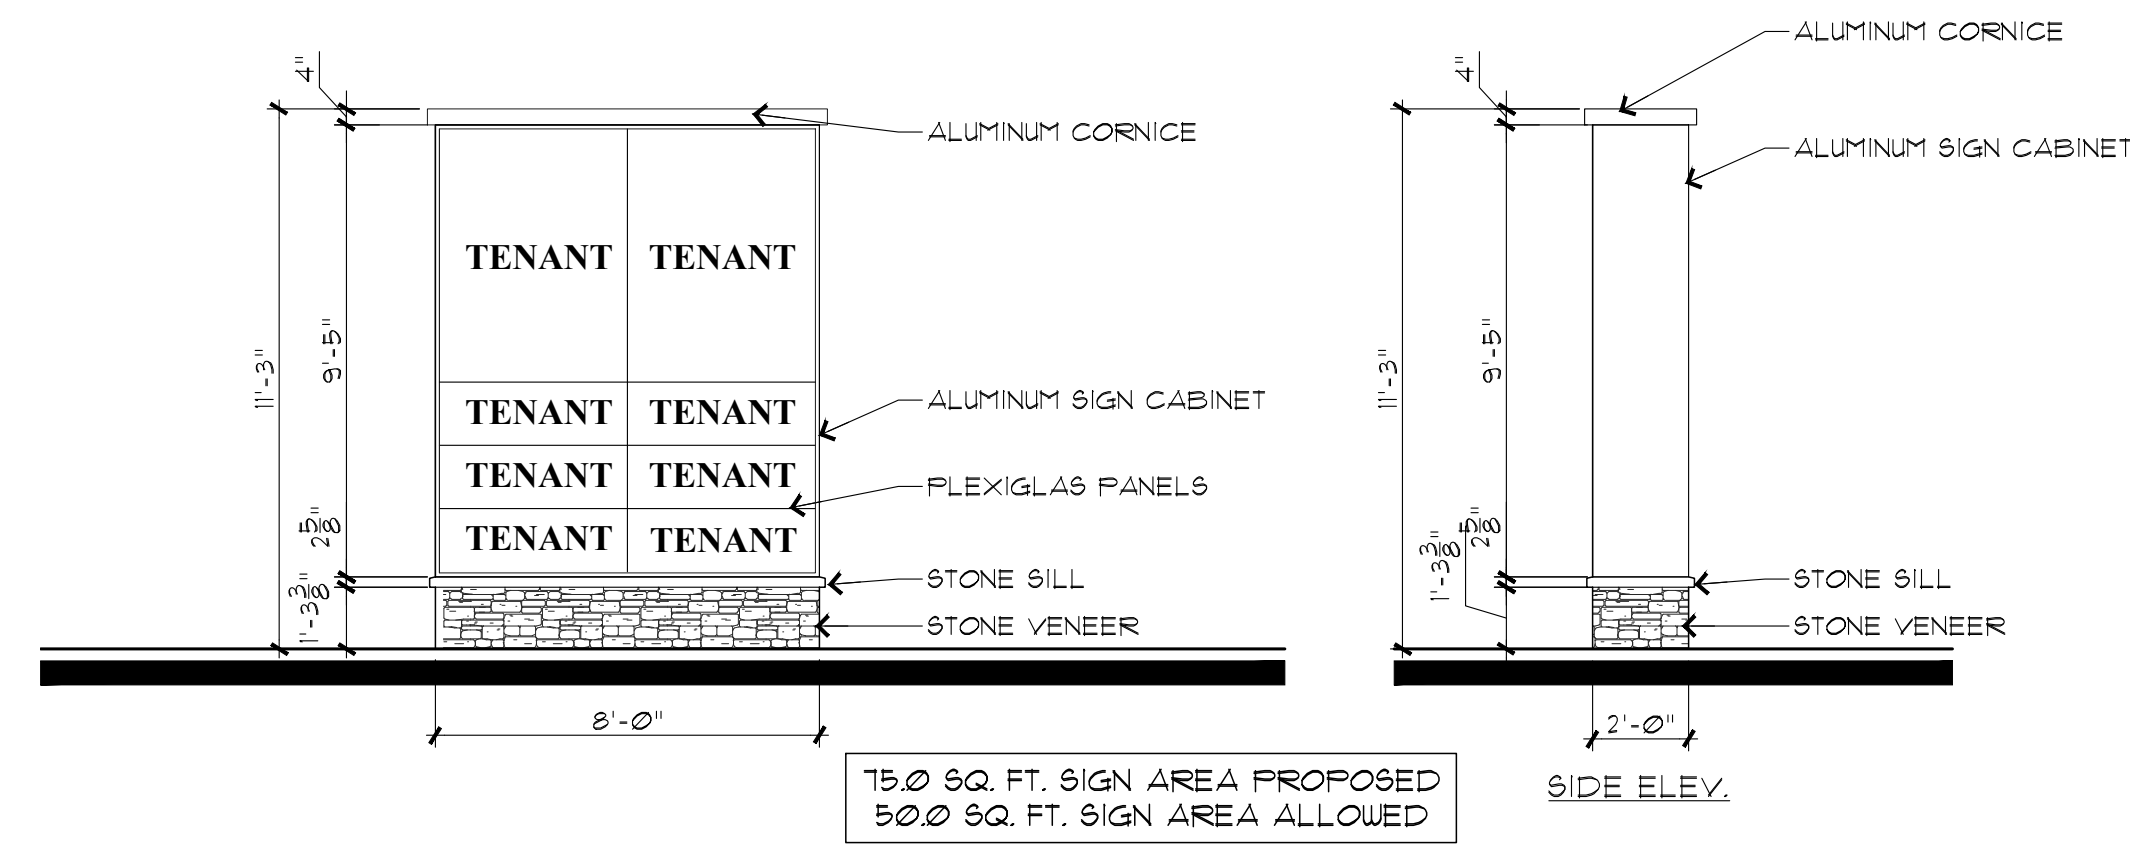 4"
ALUMINUM CORNICE
11'-3"
9'-5"
2 5/8"
1'-3 3/8"
TENANT TENANT
TENANT TENANT
TENANT TENANT
TENANT TENANT
ALUMINUM SIGN CABINET
PLEXIGLAS PANELS
STONE SILL
STONE VENEER
8'-0"
4"
ALUMINUM CORNICE
ALUMINUM SIGN CABINET
11'-3"
9'-5"
2 5/8"
1'-3 3/8"
STONE SILL
STONE VENEER
2'-0"
SIDE ELEV.
75.0 SQ. FT. SIGN AREA PROPOSED
50.0 SQ. FT. SIGN AREA ALLOWED